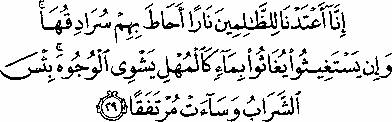 إِنَّآ أَعْتَدْنَا لِلظَّٰلِمِينَ نَارًا أَحَاطَ بِهِمْ سُرَادِقُهَا ۚ
وَإِن يَسْتَغِيثُوا۟ يُغَاثُوا۟ بِمَآءٍ كَٱلْمُهْلِ يَشْوِى ٱلْوُجُوهَ ۚ بِئْسَ
ٱلشَّرَابُ وَسَآءَتْ مُرْتَفَقًا ٢٩